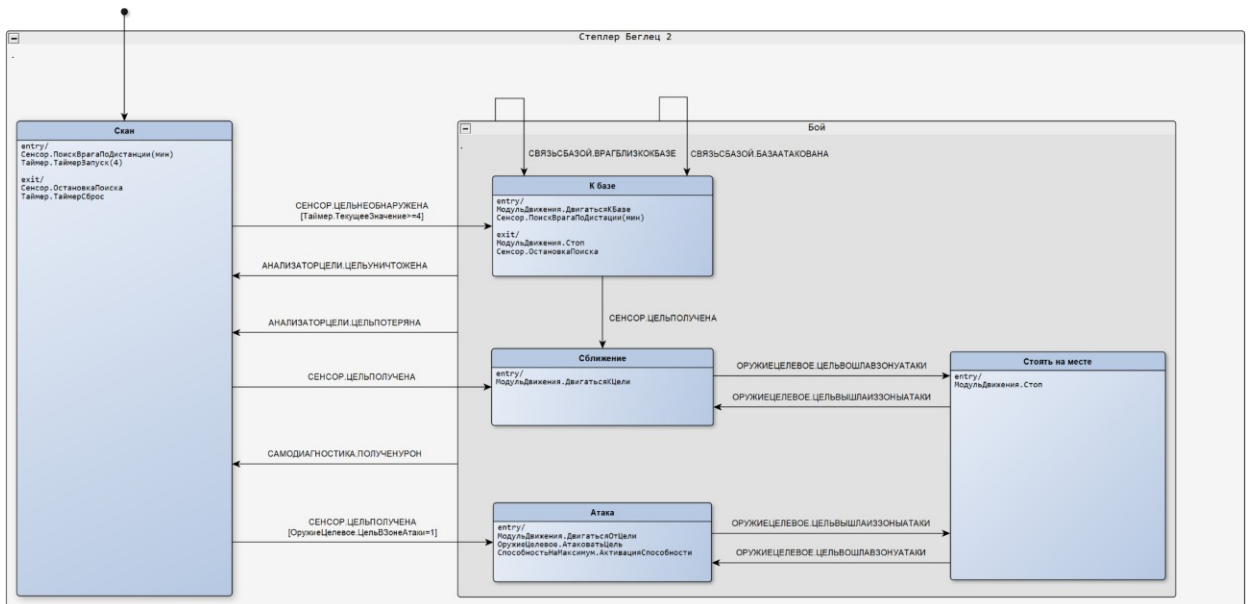 Степлер Беглец 2
Скан
entry/
Сенсор.ПоискВрагаПоДистанции(мин)
Таймер.ТаймерЗапуск(4)
exit/
Сенсор.ОстановкаПоиска
Таймер.ТаймерСброс
СЕНСОР.ЦЕЛЬНЕОБНАРУЖЕНА
[Таймер.ТекущееЗначение>=4]
АНАЛИЗАТОРЦЕЛИ.ЦЕЛЬУНИЧТОЖЕНА
АНАЛИЗАТОРЦЕЛИ.ЦЕЛЬПОТЕРЯНА
СЕНСОР.ЦЕЛЬПОЛУЧЕНА
САМОДИАГНОСТИКА.ПОЛУЧЕНУРОН
СЕНСОР.ЦЕЛЬПОЛУЧЕНА
[ОружиеЦелевое.ЦельВЗонеАтаки=1]
Бой
СВЯЗЬСБАЗОЙ.ВРАГБЛИЗКОКБАЗЕ
СВЯЗЬСБАЗОЙ.БАЗААТАКОВАНА
К базе
entry/
МодульДвижения.ДвигатьсяКБазе
Сенсор.ПоискВрагаПоДистации(мин)
exit/
МодульДвижения.Стоп
Сенсор.ОстановкаПоиска
СЕНСОР.ЦЕЛЬПОЛУЧЕНА
Сближение
entry/
МодульДвижения.ДвигатьсяКЦели
ОРУЖИЕЦЕЛЕВОЕ.ЦЕЛЬВОШЛАВЗОНУАТАКИ
ОРУЖИЕЦЕЛЕВОЕ.ЦЕЛЬВЫШЛАИЗЗОНЫАТАКИ
Стоять на месте
entry/
МодульДвижения.Стоп
Атака
entry/
МодульДвижения.ДвигатьсяОтЦели
ОружиеЦелевое.АтаковатьЦель
СпособностьНаМаксимум.АктивацияСпособности
ОРУЖИЕЦЕЛЕВОЕ.ЦЕЛЬВЫШЛАИЗЗОНЫАТАКИ
ОРУЖИЕЦЕЛЕВОЕ.ЦЕЛЬВОШЛАВЗОНУАТАКИ